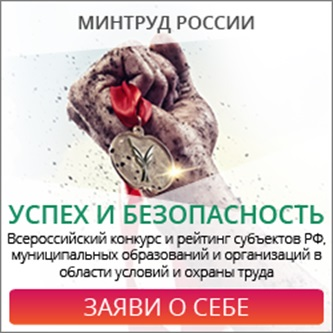 МИНТРУД РОССИИ
УСПЕХ И БЕЗОПАСНОСТЬ
Всероссийский конкурс и рейтинг субъектов РФ,
муниципальных образований и организаций в
области условий и охраны труда
ЗАЯВИ О СЕБЕ